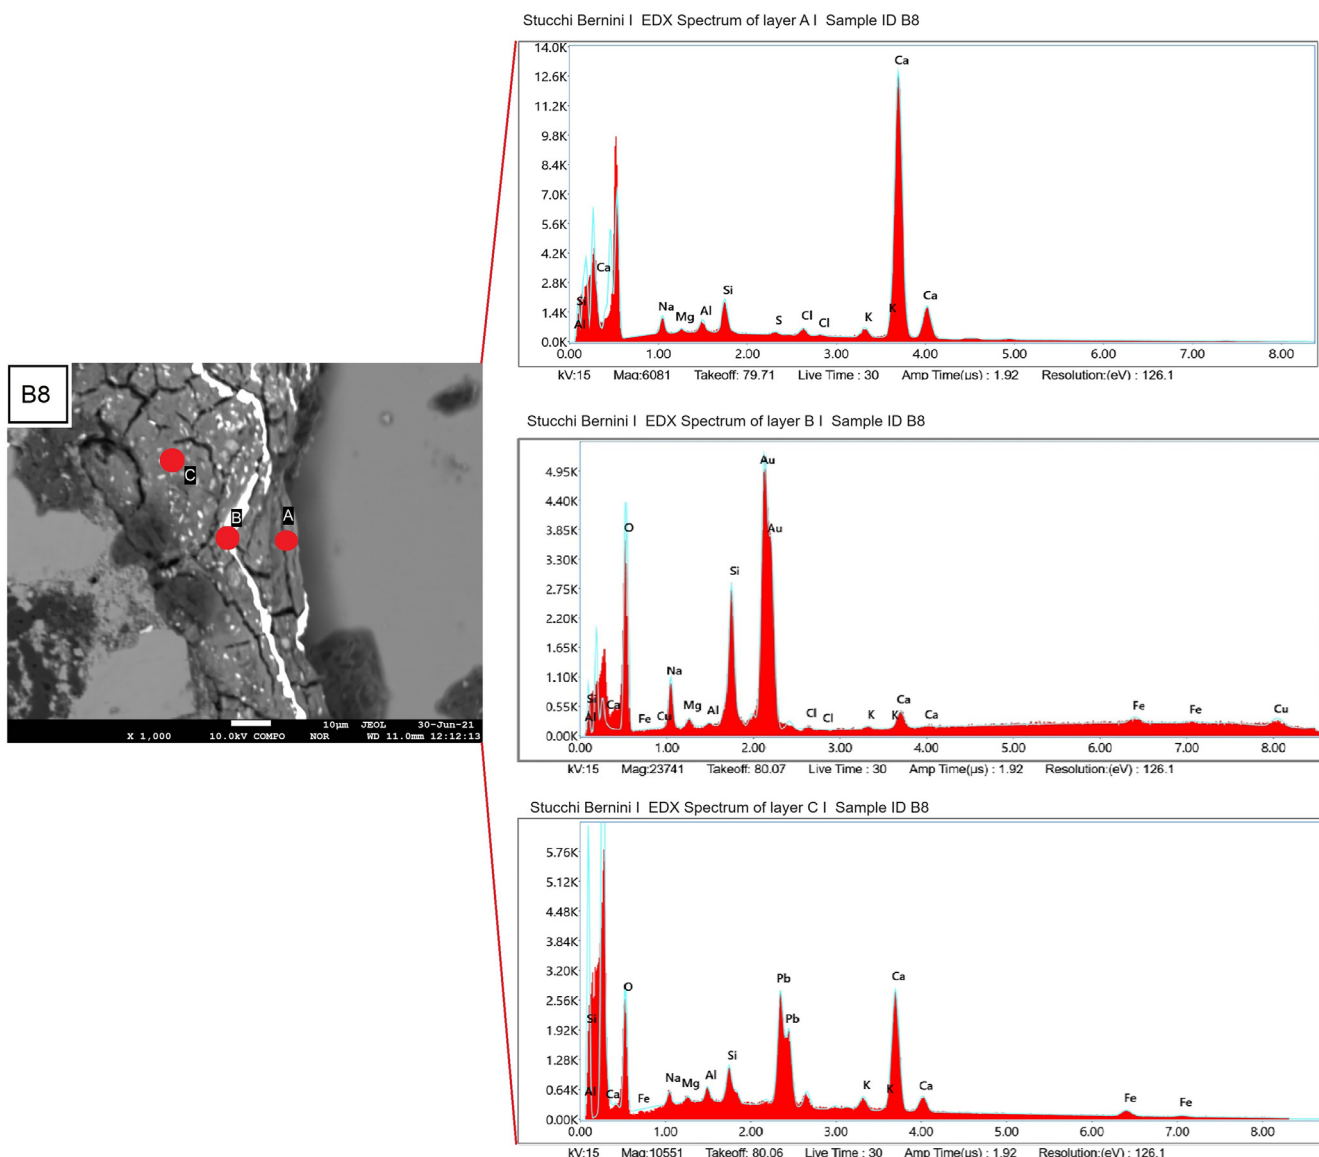 Stucchi Bernini I EDX Spectrum of layer A I Sample ID B8
14.0K
12.6K
11.2K
9.8K
8.4K
7.0K
5.6K
4.2K
2.8K
1.4K
0.0K
Ca
Ca
Si
Al
Na
Mg
Al
Si
S
Cl
Cl
K
K
Ca
0.00 1.00 2.00 3.00 4.00 5.00 6.00 7.00 8.00
kV:15 Mag:6081 Takeoff: 79.71 Live Time : 30 Amp Time(µs) : 1.92 Resolution:(eV) : 126.1
B8
C
B
A
10µm JEOL 30-Jun-21
X 1,000 10.0kV COMPO NOR WD 11.0mm 12:12:13
Stucchi Bernini I EDX Spectrum of layer B I Sample ID B8
4.95K
4.40K
3.85K
3.30K
2.75K
2.20K
1.65K
1.10K
0.55K
0.00K
Au
Au
O
Si
Na
Si
Al
Ca
Fe
Cu
Mg
Al
Cl
Cl
K
K
Ca
Ca
Fe
Fe
Cu
0.00 1.00 2.00 3.00 4.00 5.00 6.00 7.00 8.00
kV:15 Mag:23741 Takeoff: 80.07 Live Time : 30 Amp Time(µs) : 1.92 Resolution:(eV) : 126.1
Stucchi Bernini I EDX Spectrum of layer C I Sample ID B8
5.76K
5.12K
4.48K
3.84K
3.20K
2.56K
1.92K
1.28K
0.64K
0.00K
O
Si
Al
Ca
Fe
Na
Mg
Al
Si
Pb
Pb
K
K
Ca
Ca
Fe
Fe
0.00 1.00 2.00 3.00 4.00 5.00 6.00 7.00 8.00
kV:15 Mag:10551 Takeoff: 80.06 Live Time : 30 Amp Time(µs) : 1.92 Resolution:(eV) : 126.1